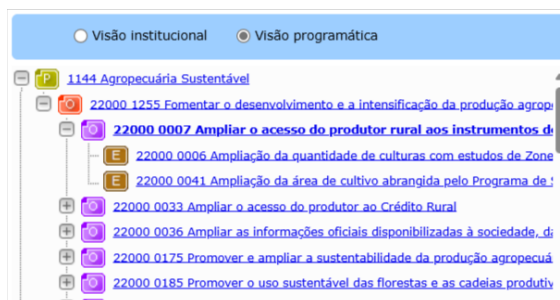 Visão institucional Visão programática
P 1144 Agropecuária Sustentável
O 22000 1255 Fomentar o desenvolvimento e a intensificação da produção agrop
O 22000 0007 Ampliar o acesso do produtor rural aos instrumentos d
E 22000 0006 Ampliação da quantidade de culturas com estudos de Zone
E 22000 0041 Ampliação da área de cultivo abrangida pelo Programa de
O 22000 0033 Ampliar o acesso do produtor ao Crédito Rural
O 22000 0036 Ampliar as informações oficiais disponibilizadas à sociedade, da
O 22000 0175 Promover e ampliar a sustentabilidade da produção agropecuá
O 22000 0185 Promover o uso sustentável das florestas e as cadeias produtiv